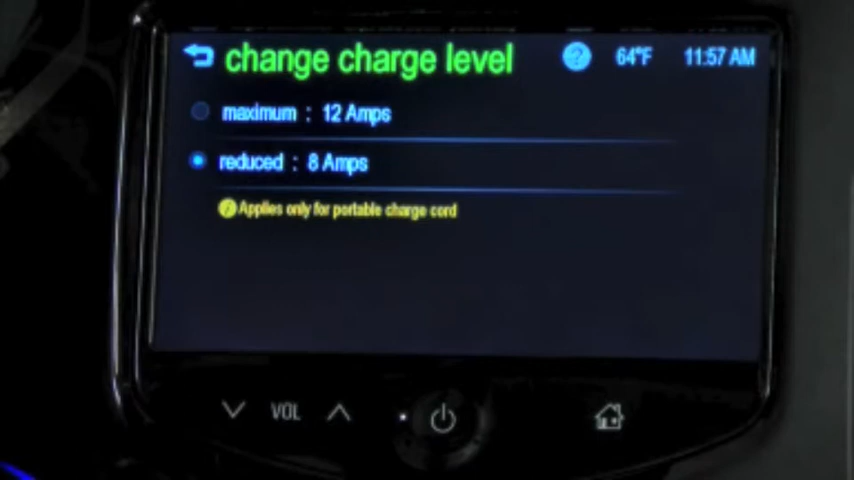 change charge level ? 64°F 11:57 AM
maximum : 12 Amps
reduced : 8 Amps
i Applies only for portable charge cord
VOL